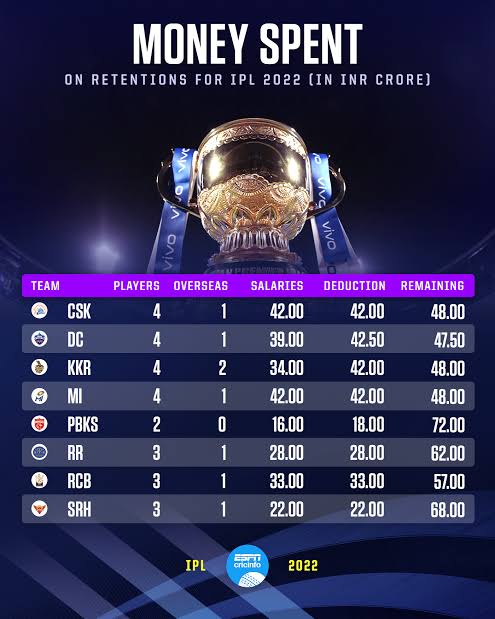 MONEY SPENT
ON RETENTIONS FOR IPL 2022 (IN INR CRORE)
vivo vivo
vivo
vivo
TEAM PLAYERS OVERSEAS SALARIES DEDUCTION REMAINING
CSK 4 1 42.00 42.00 48.00
DC 4 1 39.00 42.50 47.50
KKR 4 2 34.00 42.00 48.00
MI 4 1 42.00 42.00 48.00
PBKS 2 0 16.00 18.00 72.00
RR 3 1 28.00 28.00 62.00
RCB 3 1 33.00 33.00 57.00
SRH 3 1 22.00 22.00 68.00
IPL ESPN cricinfo 2022